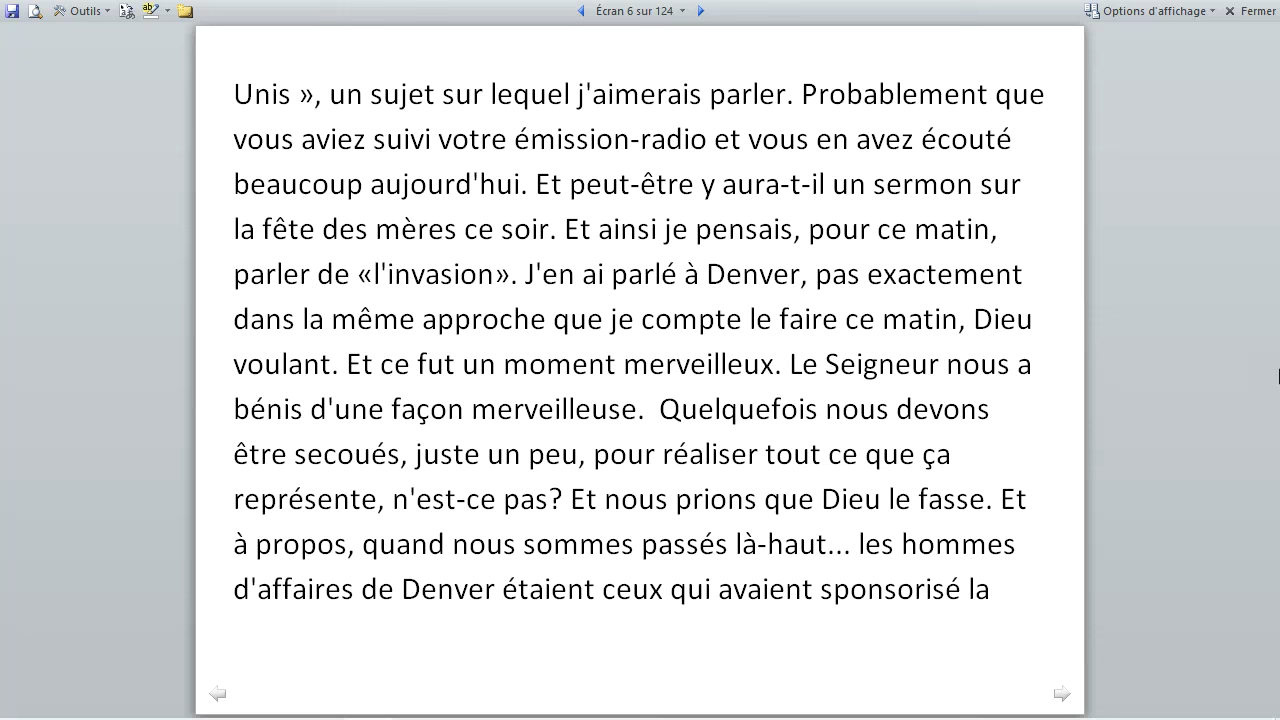 Outils
Écran 6 sur 124
Options d'affichage
Fermer
Unis », un sujet sur lequel j'aimerais parler. Probablement que
vous aviez suivi votre émission-radio et vous en avez écouté
beaucoup aujourd'hui. Et peut-être y aura-t-il un sermon sur
la fête des mères ce soir. Et ainsi je pensais, pour ce matin,
parler de «l'invasion». J'en ai parlé à Denver, pas exactement
dans la même approche que je compte le faire ce matin, Dieu
voulant. Et ce fut un moment merveilleux. Le Seigneur nous a
bénis d'une façon merveilleuse.  Quelquefois nous devons
être secoués, juste un peu, pour réaliser tout ce que ça
représente, n'est-ce pas? Et nous prions que Dieu le fasse. Et
à propos, quand nous sommes passés là-haut... les hommes
d'affaires de Denver étaient ceux qui avaient sponsorisé la